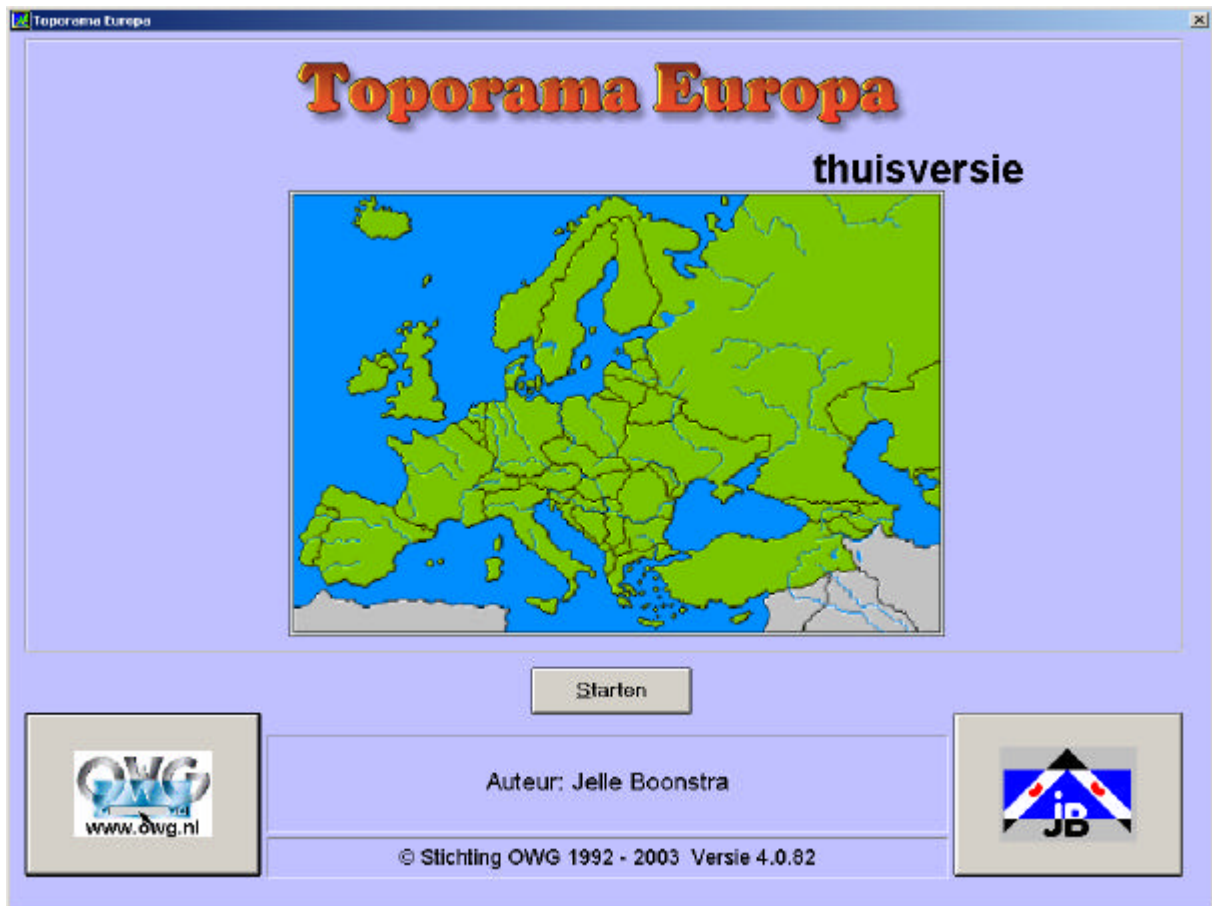 Toporama Europa
Toporama Europa
thuisversie
Starten
OWG
www.owg.nl
Auteur: Jelle Boonstra
jB
© Stichting OWG 1992 - 2003 Versie 4.0.82